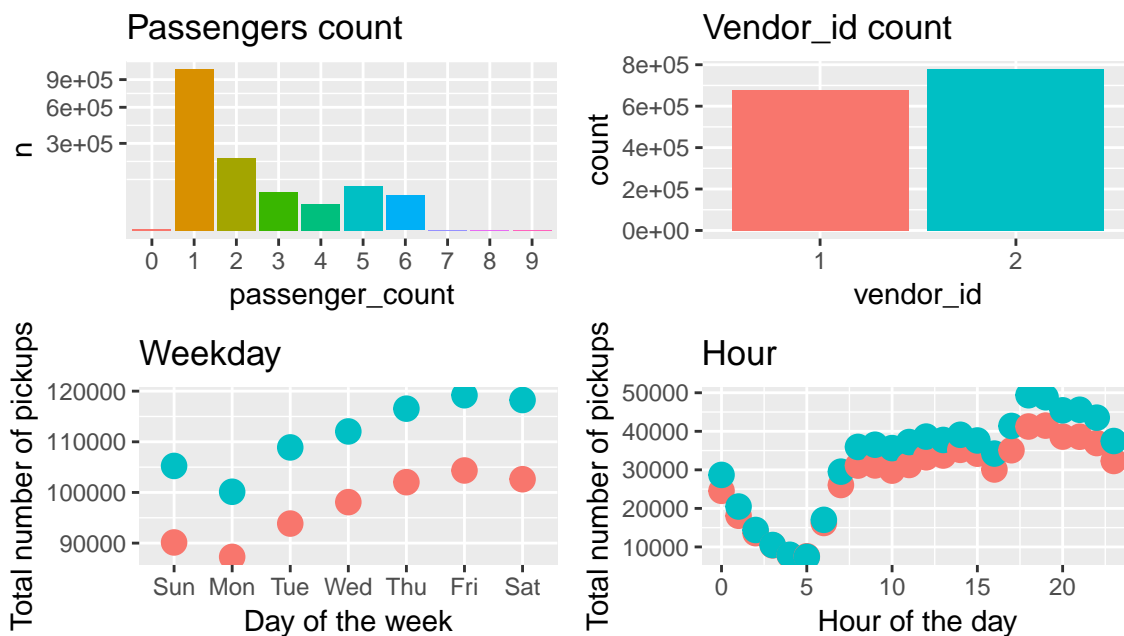 Passengers count
n
9e+05
6e+05
3e+05
0 1 2 3 4 5 6 7 8 9
passenger_count
Vendor_id count
count
8e+05
6e+05
4e+05
2e+05
0e+00
1 2
vendor_id
Weekday
Total number of pickups
120000
110000
100000
90000
Sun Mon Tue Wed Thu Fri Sat
Day of the week
Hour
Total number of pickups
50000
40000
30000
20000
10000
0 5 10 15 20
Hour of the day